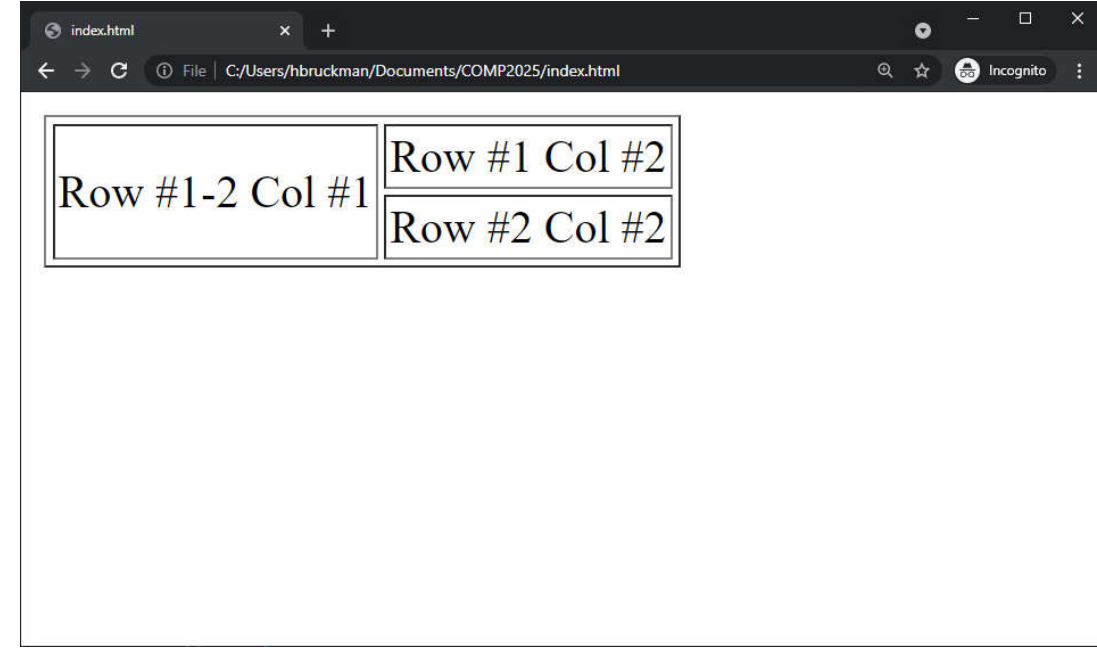 index.html
File C:/Users/hbruckman/Documents/COMP2025/index.html Incognito
Row #1-2 Col #1
Row #1 Col #2
Row #2 Col #2